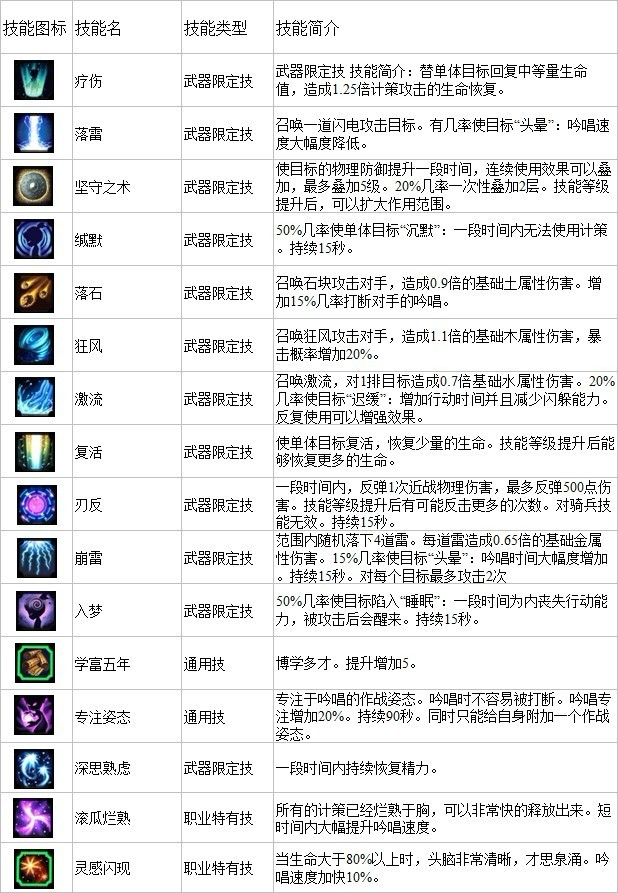 技能图标 技能名 技能类型 技能简介
疗伤 武器限定技 武器限定技 技能简介：替单体目标回复中等量生命
值，造成1.25倍计策攻击的生命恢复。
落雷 武器限定技 召唤一道闪电攻击目标。有几率使目标“头晕”：吟唱速
度大幅度降低。
坚守之术 武器限定技 使目标的物理防御提升一段时间，连续使用效果可以叠
加，最多叠加5级。20%几率一次性叠加2层。技能等级
提升后，可以扩大作用范围。
缄默 武器限定技 50%几率使单体目标“沉默”：一段时间内无法使用计策
。持续15秒。
落石 武器限定技 召唤石块攻击对手，造成0.9倍的基础土属性伤害。增
加15%几率打断对手的吟唱。
狂风 武器限定技 召唤狂风攻击对手，造成1.1倍的基础木属性伤害，暴
击概率增加20%。
激流 武器限定技 召唤激流，对1排目标造成0.7倍基础水属性伤害。20%
几率使目标“迟缓”：增加行动时间并且减少闪躲能力。
反复使用可以增强效果。
复活 武器限定技 使单体目标复活，恢复少量的生命。技能等级提升后能
够恢复更多的生命。
刃反 武器限定技 一段时间内，反弹1次近战物理伤害，最多反弹500点伤
害。技能等级提升后有可能反击更多的次数。对骑兵技
能无效。持续15秒。
崩雷 武器限定技 范围内随机落下4道雷。每道雷造成0.65倍的基础金属
性伤害。15%几率使目标“头晕”：吟唱时间大幅度增加
。持续15秒。对每个目标最多攻击2次
入梦 武器限定技 50%几率使目标陷入“睡眠”：一段时间为内丧失行动能
力，被攻击后会醒来。持续15秒。
学富五年 通用技 博学多才。提升增加5。
专注姿态 通用技 专注于吟唱的作战姿态。吟唱时不容易被打断。吟唱专
注增加20%。持续90秒。同时只能给自身附加一个作战
姿态。
深思熟虑 武器限定技 一段时间内持续恢复精力。
滚瓜烂熟 职业特有技 所有的计策已经烂熟于胸，可以非常快的释放出来。短
时间内大幅提升吟唱速度。
灵感闪现 职业特有技 当生命大于80%以上时，头脑非常清晰，才思泉涌。吟
唱速度加快10%。